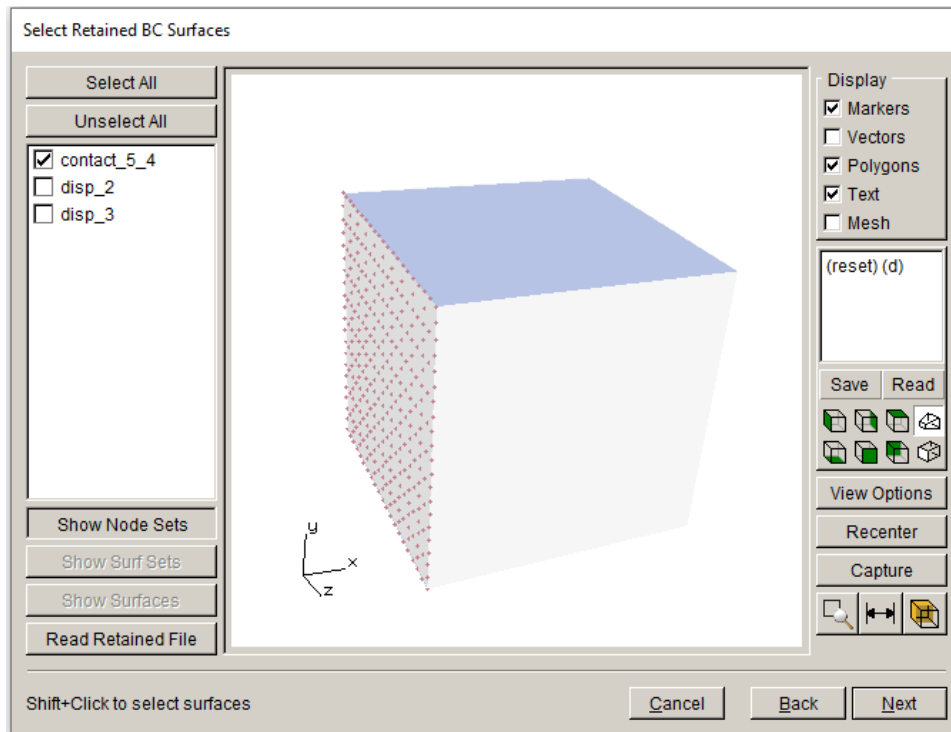 Select Retained BC Surfaces
Select All
Unselect All
contact_5_4
disp_2
disp_3
Show Node Sets
Show Surf Sets
Show Surfaces
Read Retained File
y
x
z
Display
Markers
Vectors
Polygons
Text
Mesh
(reset) (d)
Save Read
View Options
Recenter
Capture
Shift+Click to select surfaces
Cancel Back Next